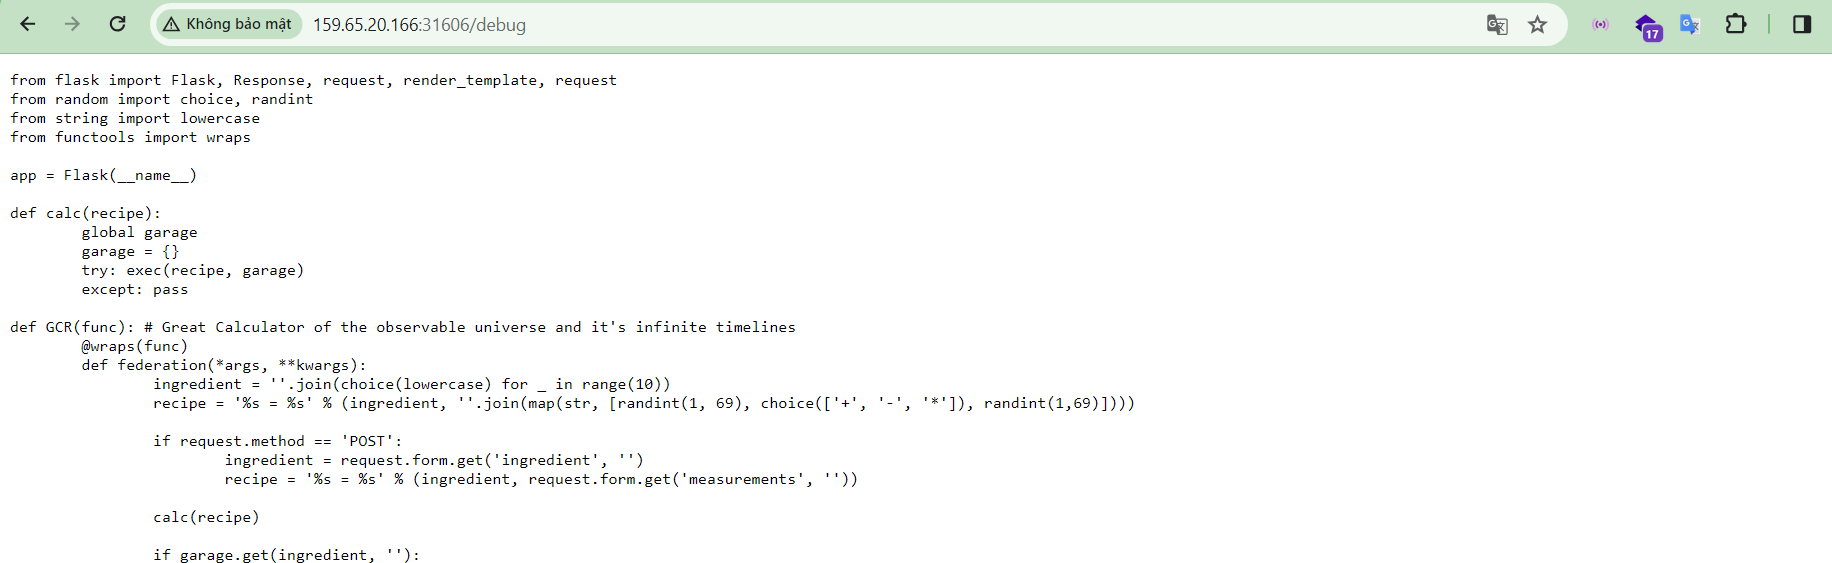 Không bảo mật 159.65.20.166:31606/debug 17
from flask import Flask, Response, request, render_template, request
from random import choice, randint
from string import lowercase
from functools import wraps
app = Flask(__name__)
def calc(recipe):
        global garage
        garage = {}
        try: exec(recipe, garage)
        except: pass
def GCR(func): # Great Calculator of the observable universe and it's infinite timelines
        @wraps(func)
        def federation(*args, **kwargs):
                ingredient = ''.join(choice(lowercase) for _ in range(10))
                recipe = '%s = %s' % (ingredient, ''.join(map(str, [randint(1, 69), choice(['+', '-', '*']), randint(1,69)])))
                if request.method == 'POST':
                        ingredient = request.form.get('ingredient', '')
                        recipe = '%s = %s' % (ingredient, request.form.get('measurements', ''))
                calc(recipe)
                if garage.get(ingredient, ''):